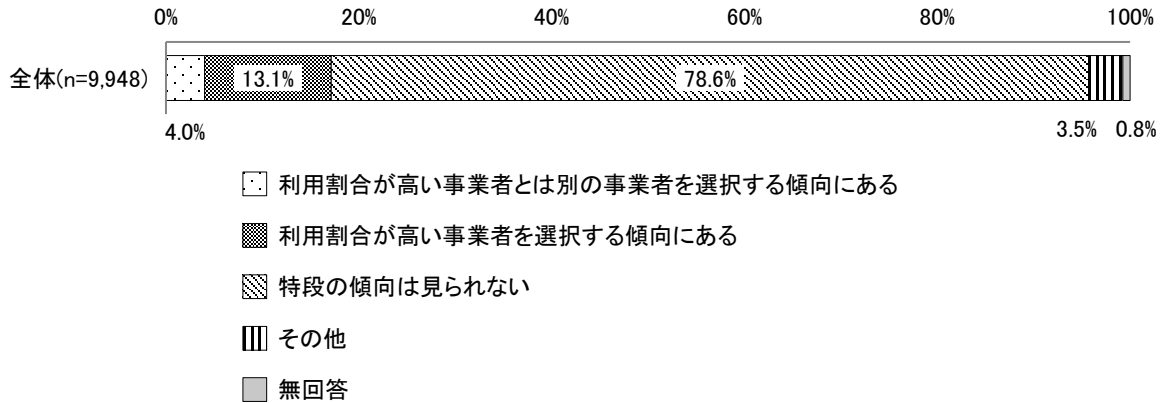 0% 20% 40% 60% 80% 100%
全体(n=9,948) 13.1% 78.6%
4.0% 3.5% 0.8%
利用割合が高い事業者とは別の事業者を選択する傾向にある
利用割合が高い事業者を選択する傾向にある
特段の傾向は見られない
その他
無回答